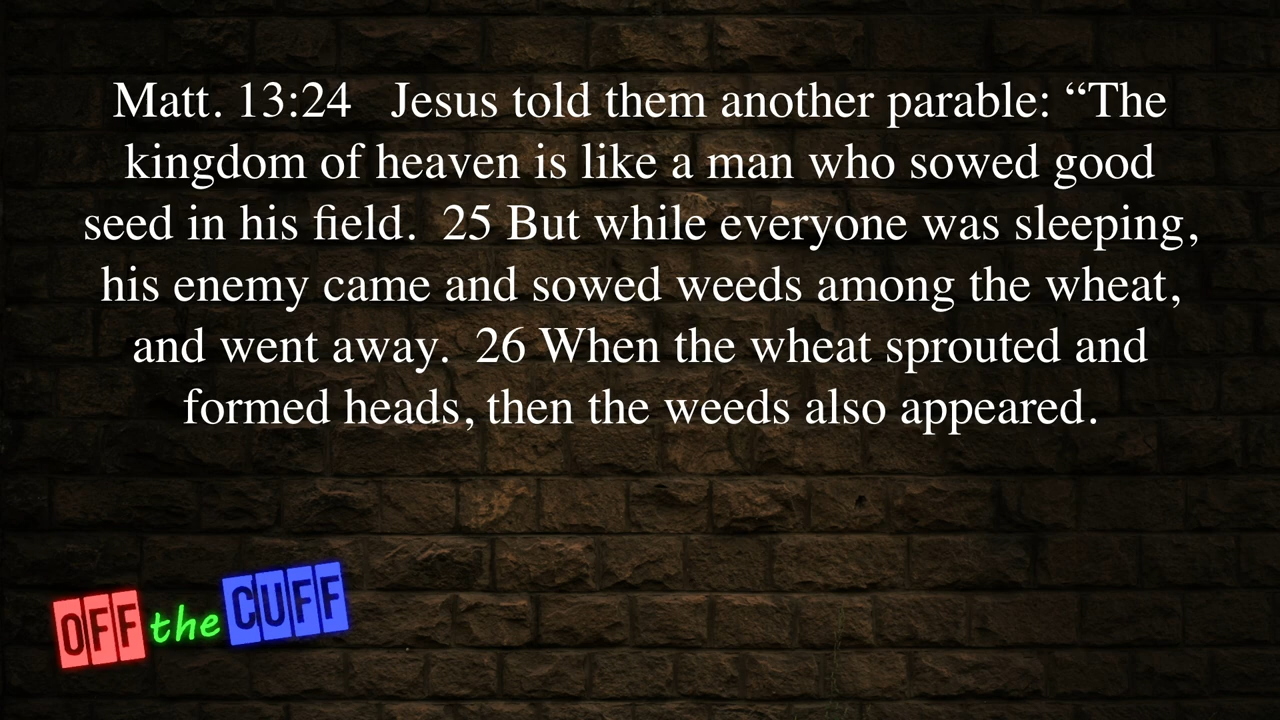 Matt. 13:24   Jesus told them another parable: “The
kingdom of heaven is like a man who sowed good
seed in his field.  25 But while everyone was sleeping,
his enemy came and sowed weeds among the wheat,
and went away.  26 When the wheat sprouted and
formed heads, then the weeds also appeared.
OFF the CUFF